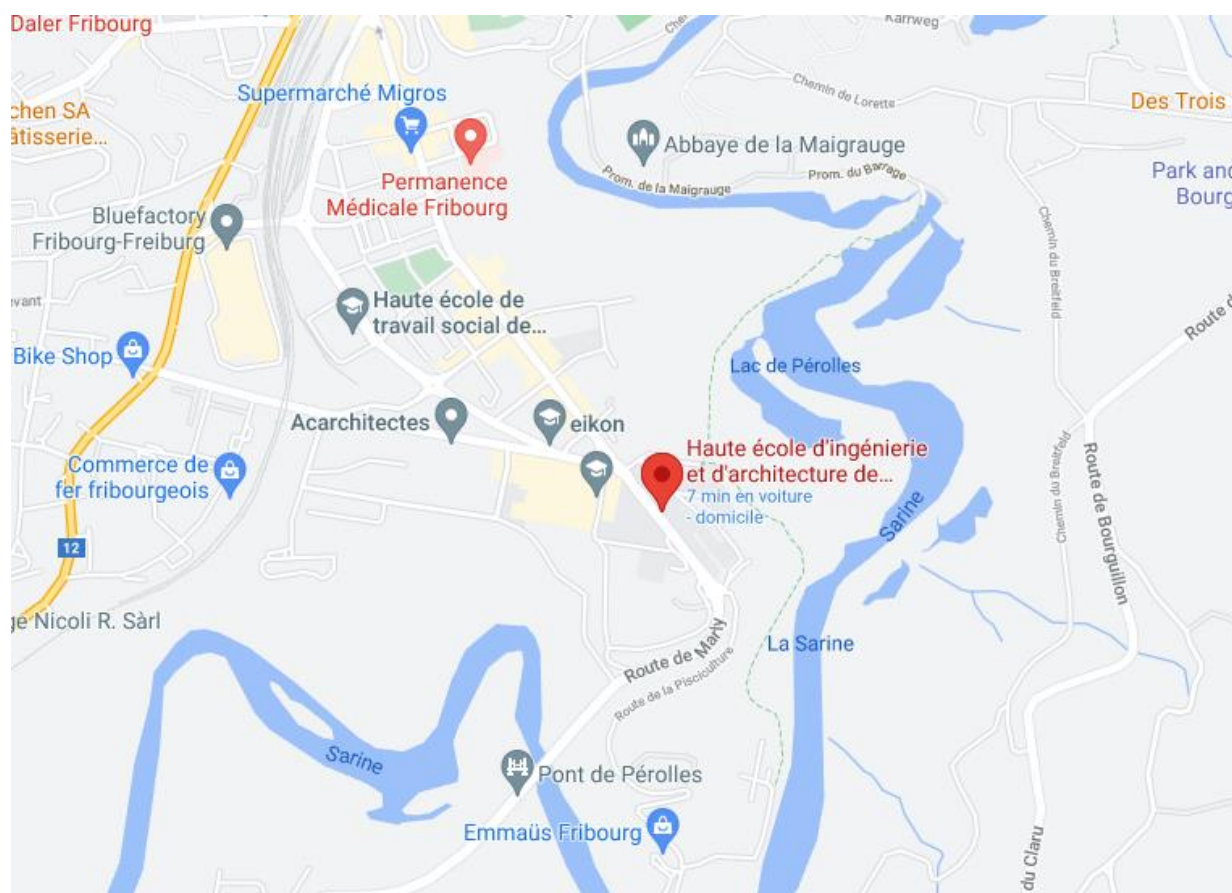 Daler Fribourg
Karrweg
Supermarché Migros
chen SA
âtisserie...
Chemin de Lorette
Des Trois
Abbaye de la Maigrauge
Permanence
Médicale Fribourg
Prom. de la Maigrauge
Prom. du Barrage
Park and
Bourg
Bluefactory
Fribourg-Freiburg
Chemin du Breitfeld
evant
Haute école de
travail social de...
Route de
Bike Shop
Lac de Pérolles
Acarchitectes
eikon
Haute école d'ingénierie
et d'architecture de...
7 min en voiture
- domicile
Commerce de
fer fribourgeois
Chemin du Breitfeld
Route de Bourguillon
Sarine
12
ge Nicoli R. Sàrl
La Sarine
Route de Marly
Route de la Pisciculture
Sarine
Pont de Pérolles
Emmaüs Fribourg
du Claru